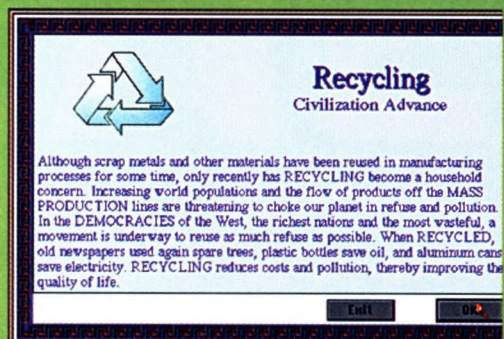 Recycling
Civilization Advance
Although scrap metals and other materials have been reused in manufacturing
processes for some time, only recently has RECYCLING become a household
concern. Increasing world populations and the flow of products off the MASS
PRODUCTION lines are threatening to choke our planet in refuse and pollution.
In the DEMOCRACIES of the West, the richest nations and the most wasteful, a
movement is underway to reuse as much refuse as possible. When RECYCLED,
old newspapers used again spare trees, plastic bottles save oil, and aluminum cans
save electricity. RECYCLING reduces costs and pollution, thereby improving the
quality of life.
Exit OK